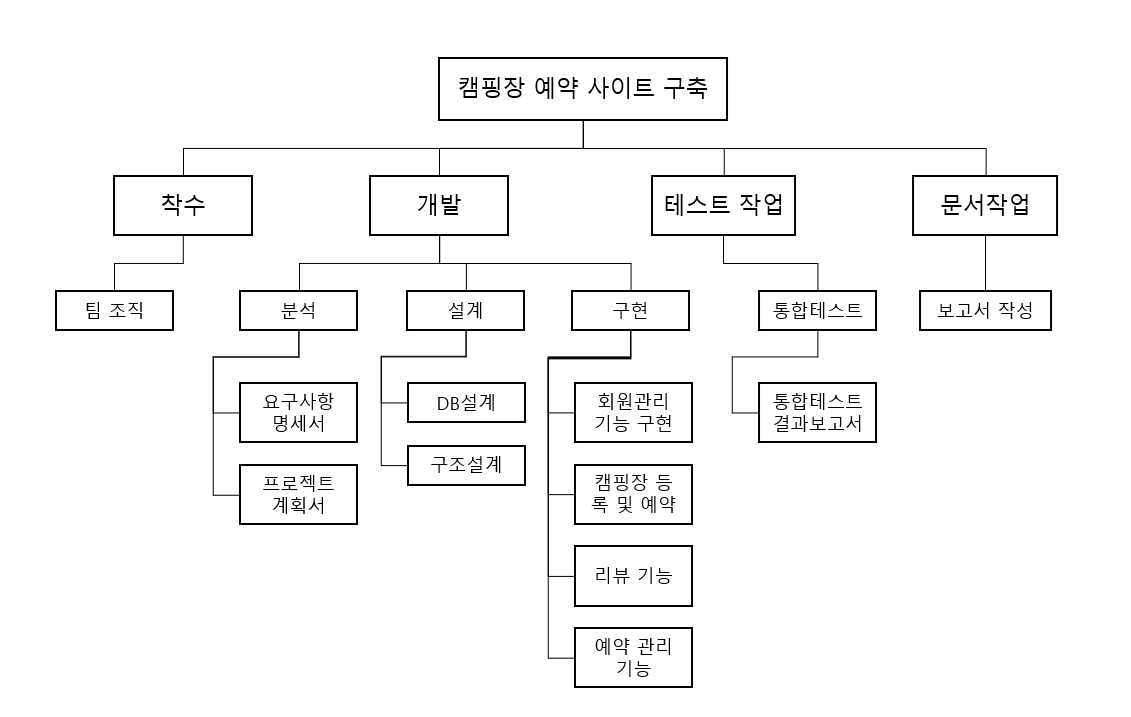 캠핑장 예약 사이트 구축
착수
개발
테스트 작업
문서작업
팀 조직
분석
설계
구현
통합테스트
보고서 작성
요구사항
명세서
프로젝트
계획서
DB설계
구조설계
회원관리
기능 구현
캠핑장 등
록 및 예약
리뷰 기능
예약 관리
기능
통합테스트
결과보고서